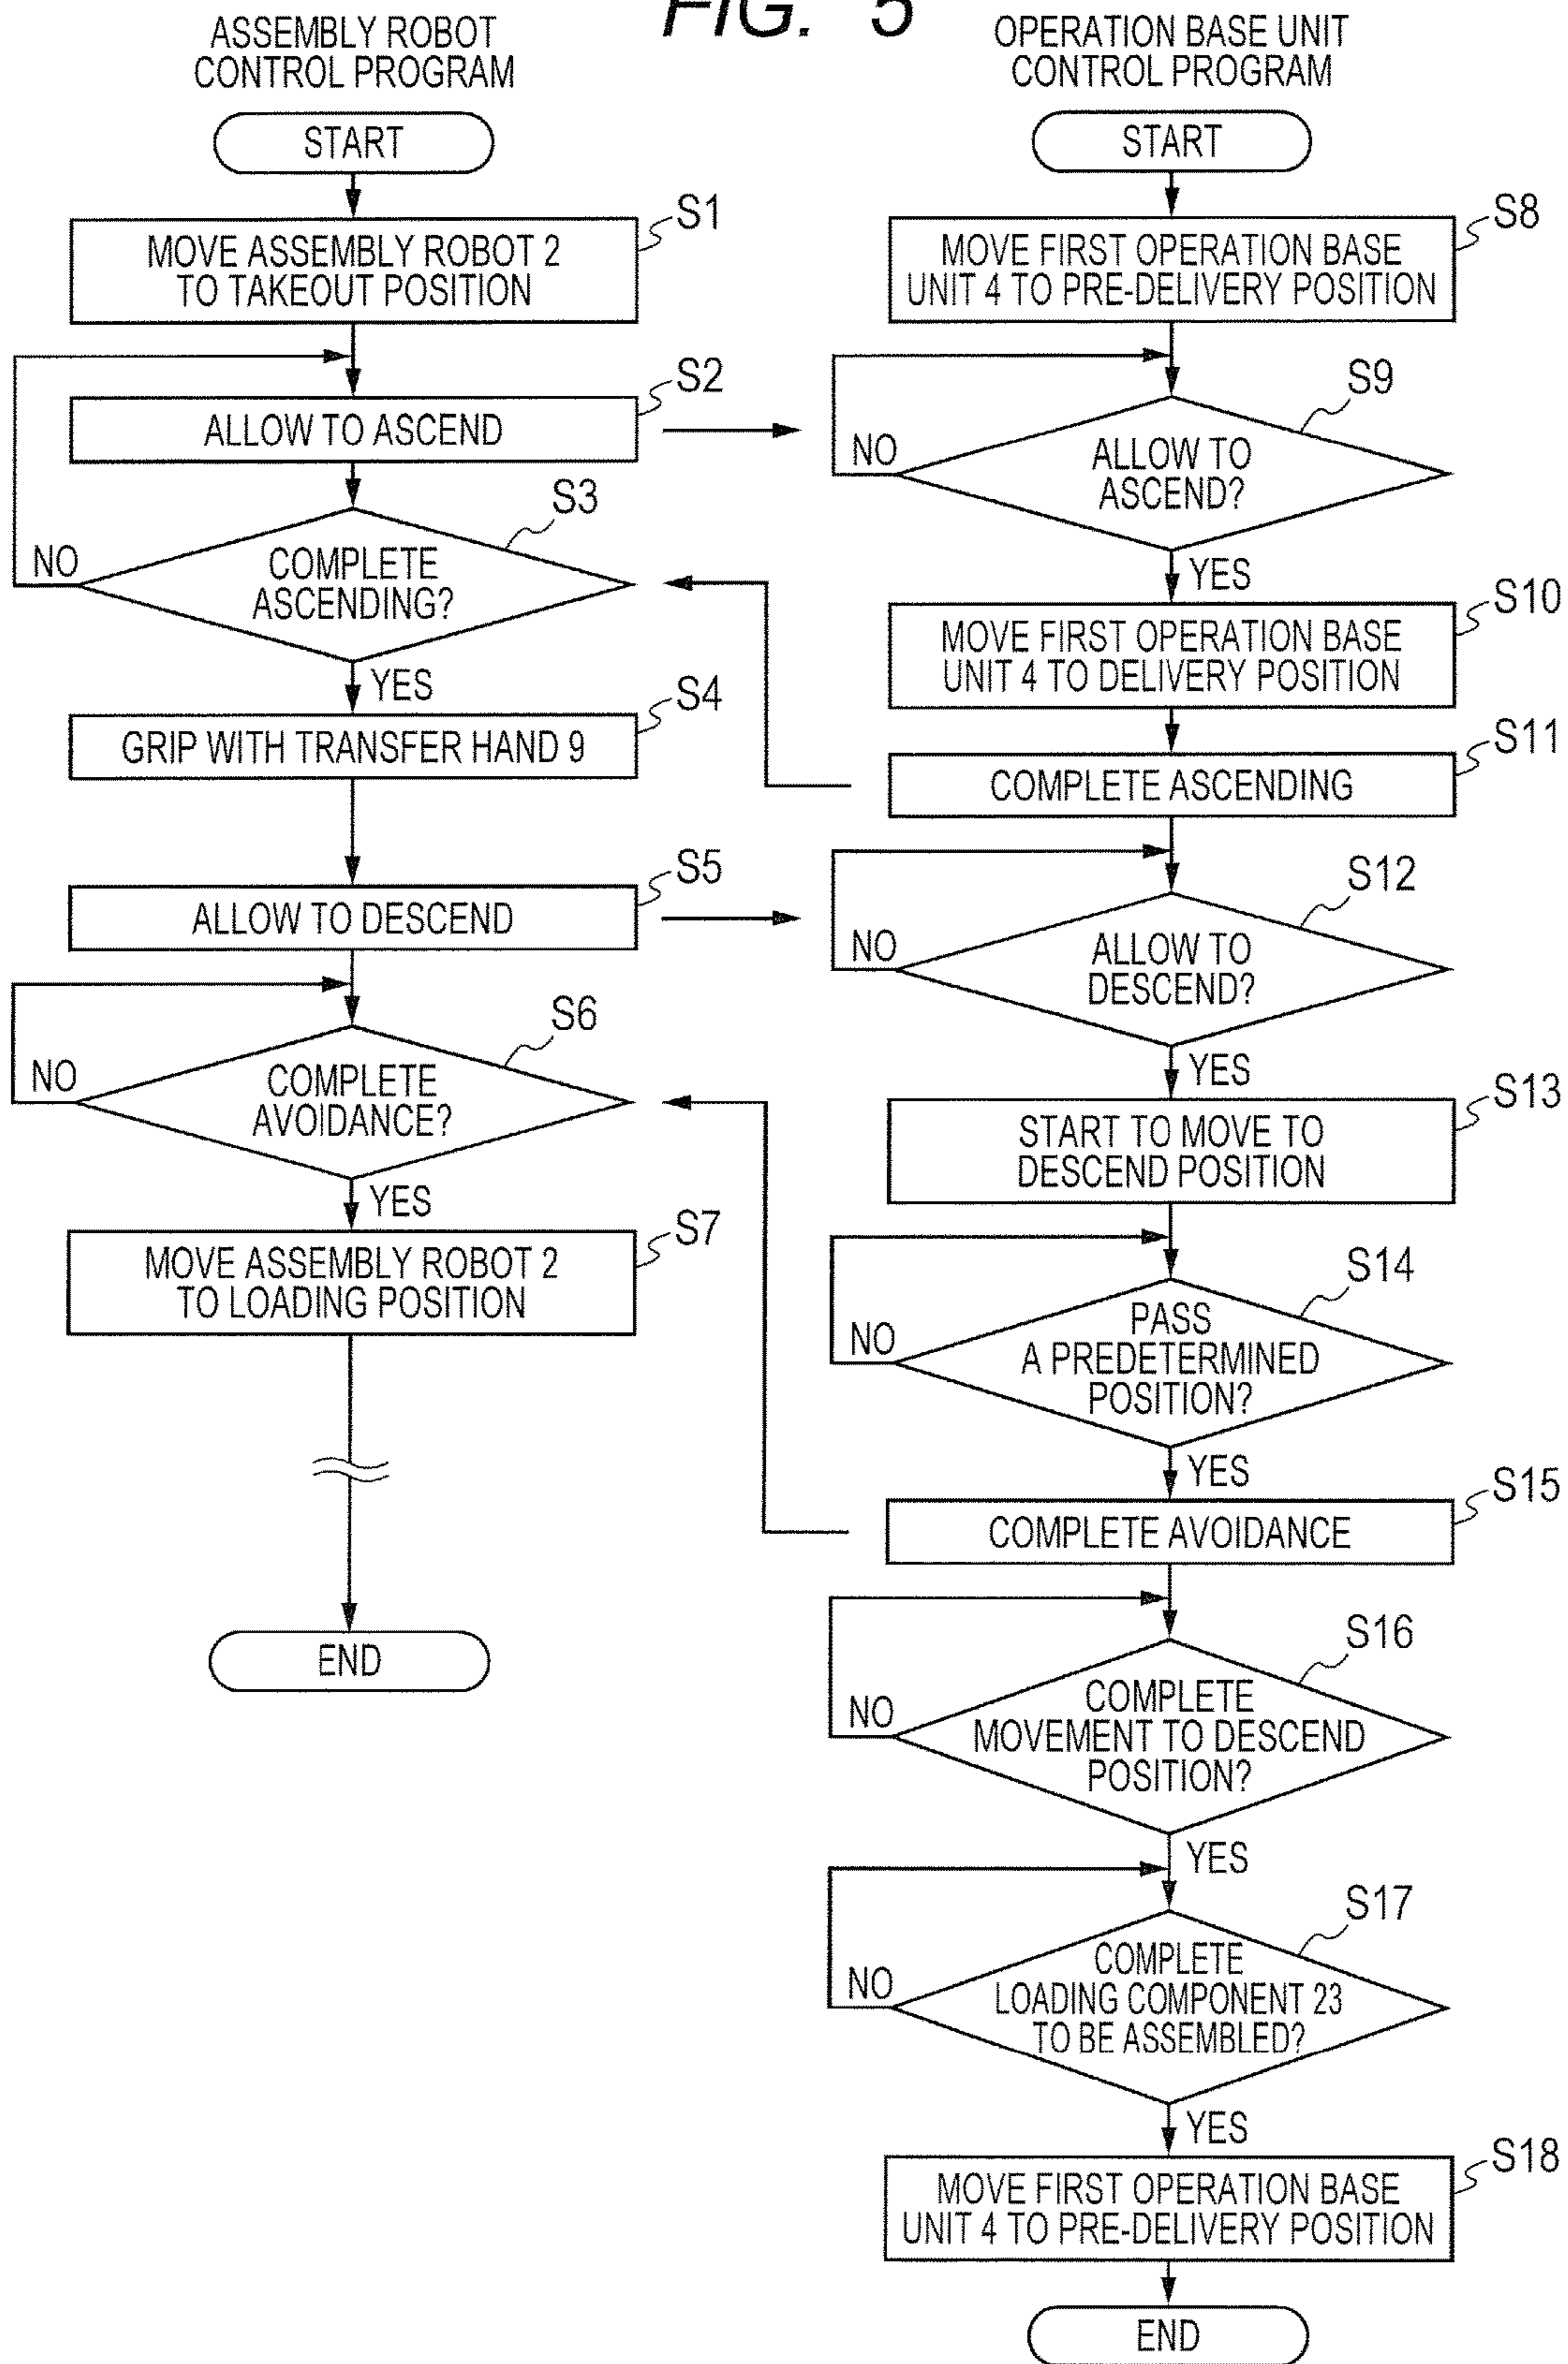 FIG. 5
ASSEMBLY ROBOT
CONTROL PROGRAM
START
S1
MOVE ASSEMBLY ROBOT 2
TO TAKEOUT POSITION
S2
ALLOW TO ASCEND
S3
COMPLETE
ASCENDING?
NO
YES
S4
GRIP WITH TRANSFER HAND 9
S5
ALLOW TO DESCEND
S6
COMPLETE
AVOIDANCE?
NO
YES
S7
MOVE ASSEMBLY ROBOT 2
TO LOADING POSITION
END
OPERATION BASE UNIT
CONTROL PROGRAM
START
S8
MOVE FIRST OPERATION BASE
UNIT 4 TO PRE-DELIVERY POSITION
S9
ALLOW TO
ASCEND?
NO
YES
S10
MOVE FIRST OPERATION BASE
UNIT 4 TO DELIVERY POSITION
S11
COMPLETE ASCENDING
S12
ALLOW TO
DESCEND?
NO
YES
S13
START TO MOVE TO
DESCEND POSITION
S14
PASS
A PREDETERMINED
POSITION?
NO
YES
S15
COMPLETE AVOIDANCE
S16
COMPLETE
MOVEMENT TO DESCEND
POSITION?
NO
YES
S17
COMPLETE
LOADING COMPONENT 23
TO BE ASSEMBLED?
NO
YES
S18
MOVE FIRST OPERATION BASE
UNIT 4 TO PRE-DELIVERY POSITION
END